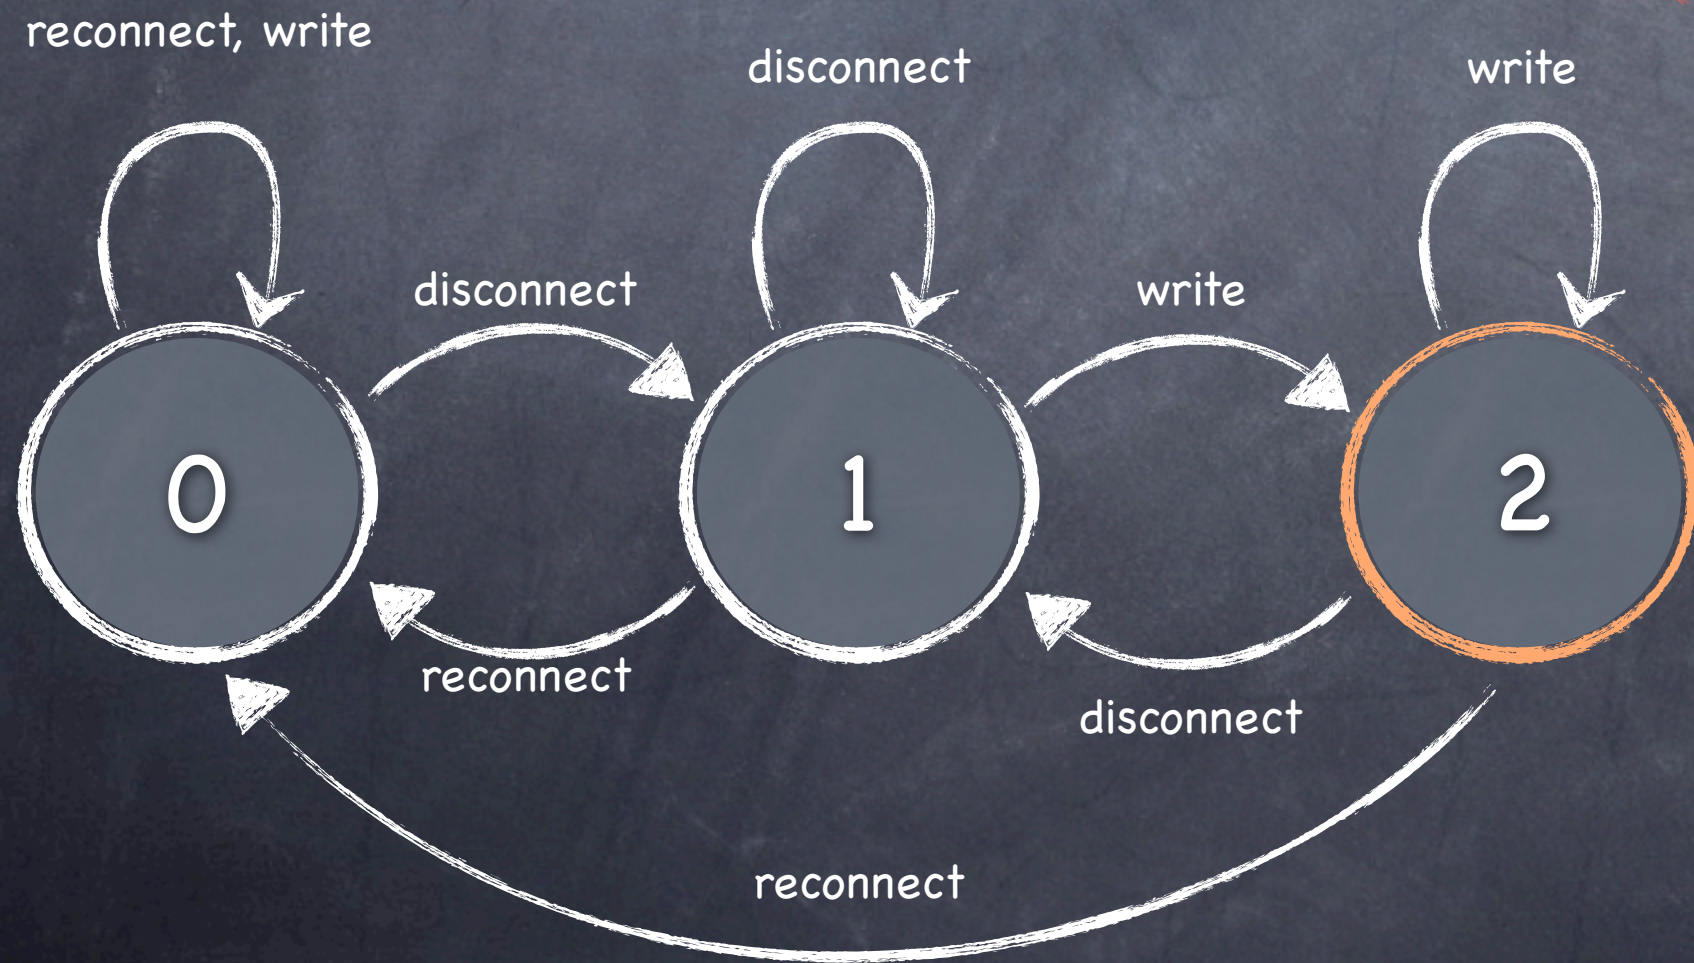 reconnect, write
disconnect
write
disconnect
write
0
1
2
reconnect
disconnect
reconnect